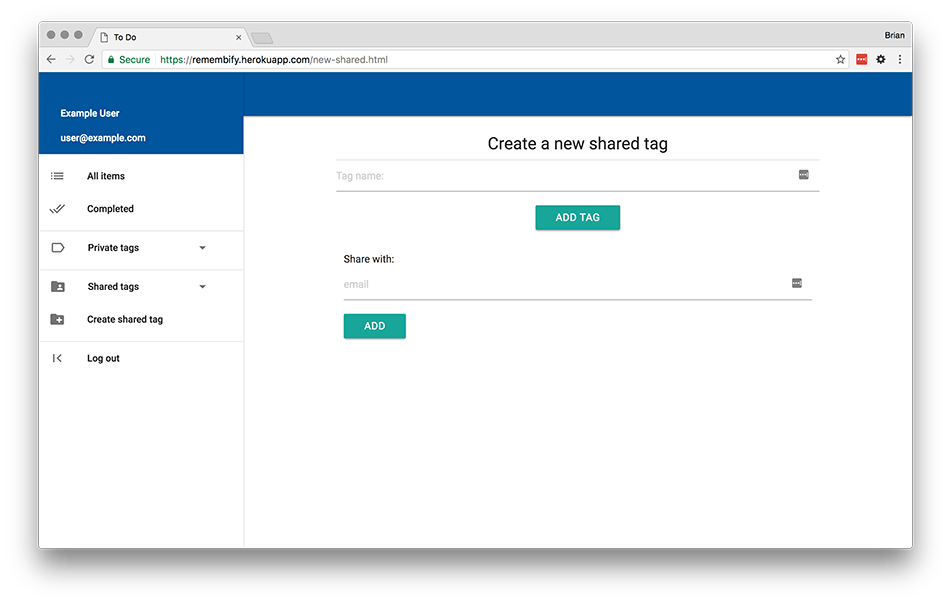 To Do
Brian
Secure https://remembify.herokuapp.com/new-shared.html
Example User
user@example.com
All items
Completed
Private tags
Shared tags
Create shared tag
Log out
Create a new shared tag
Tag name:
ADD TAG
Share with:
email
ADD